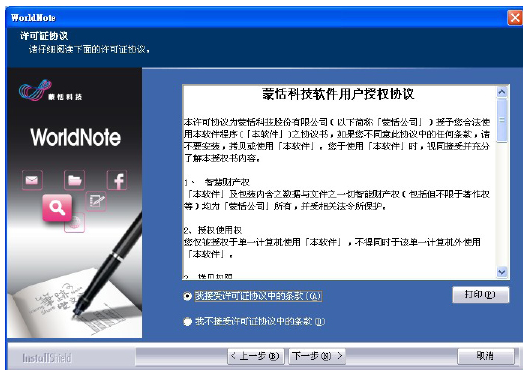 WorldNote
许可证协议
请仔细阅读下面的许可证协议。
蒙恬科技
WorldNote
蒙恬科技软件用户授权协议
本许可协议为蒙恬科技股份有限公司(以下简称「蒙恬公司」)授予您合法使
用本软件程序(「本软件」)之协议书,如果您不同意此协议中的任何条款,请
不要安装,拷贝或使用「本软件」。您于使用「本软件」时,视同接受并充分
了解本授权书内容。
1、 智慧财产权
「本软件」及包装内含之数据与文件之一切智能财产权(包括但不限于著作权
等)均为「蒙恬公司」所有,并受相关法令所保护。
2、授权使用权
您仅被授权于单一计算机使用「本软件」,不得同时于该单一计算机外使用
「本软件」。
我接受许可证协议中的条款(A)
打印(P)
我不接受许可证协议中的条款(D)
InstallShield
< 上一步(B)
下一步(N) >
取消